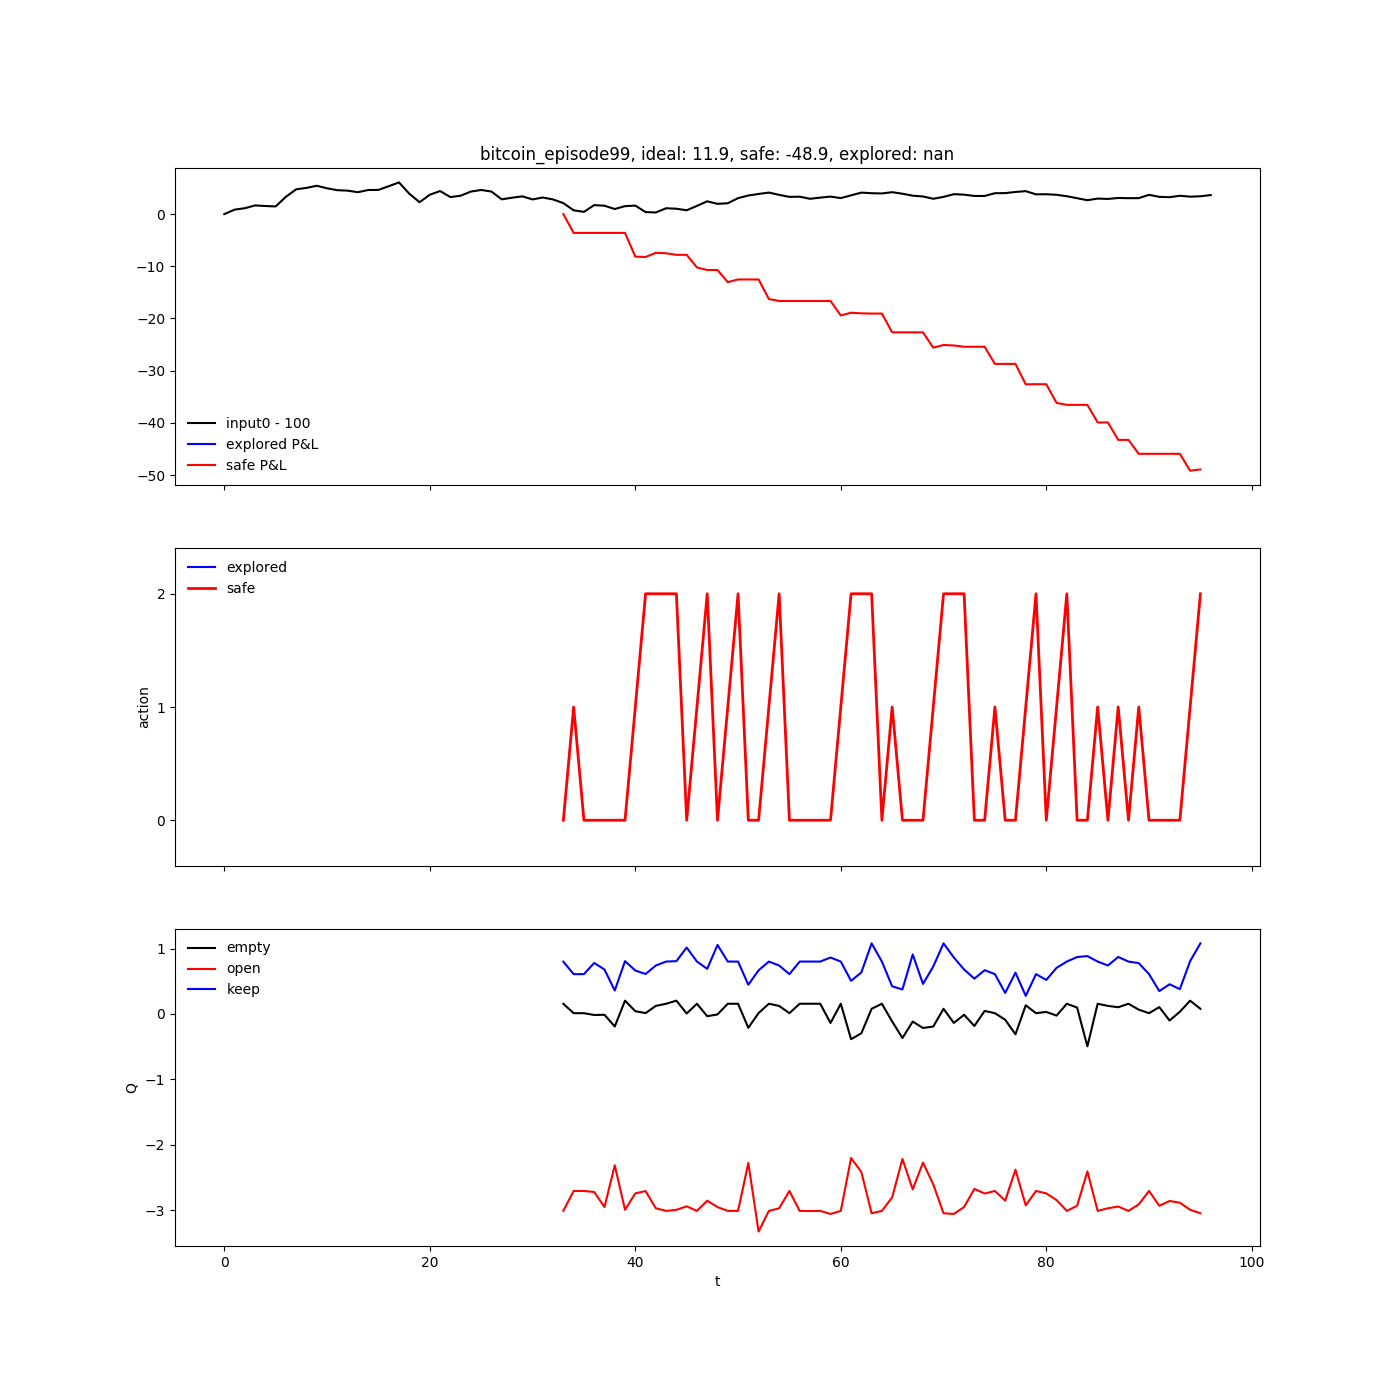 bitcoin_episode99, ideal: 11.9, safe: -48.9, explored: nan
0
−10
−20
−30
−40
−50
input0 - 100
explored P&L
safe P&L
explored
safe
2
1
0
action
empty
open
keep
1
0
−1
−2
−3
Q
0 20 40 60 80 100
t